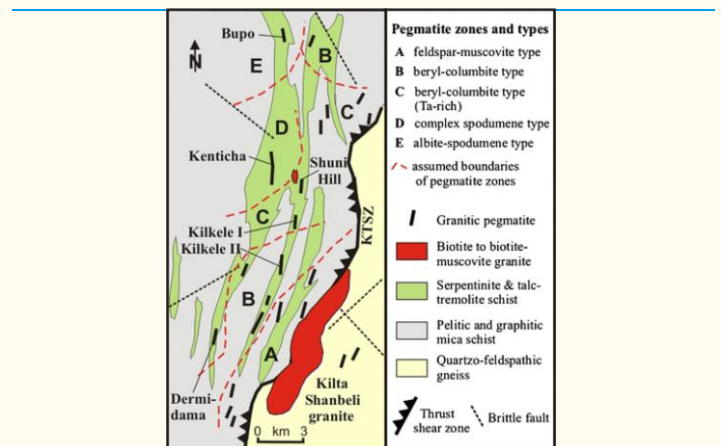 Bupo
N
E
B
C
D
Kenticha
Shuni
Hill
C
Kilkele I
Kilkele II
KTSZ
B
A
Dermi-
dama
Kilta
Shanbeli
granite
0 km 3
Pegmatite zones and types
A feldspar-muscovite type
B beryl-columbite type
C beryl-columbite type
(Ta-rich)
D complex spodumene type
E albite-spodumene type
assumed boundaries
of pegmatite zones
Granitic pegmatite
Biotite to biotite-
muscovite granite
Serpentinite & talc-
tremolite schist
Pelitic and graphitic
mica schist
Quartzo-feldspathic
gneiss
Thrust
shear zone
Brittle fault